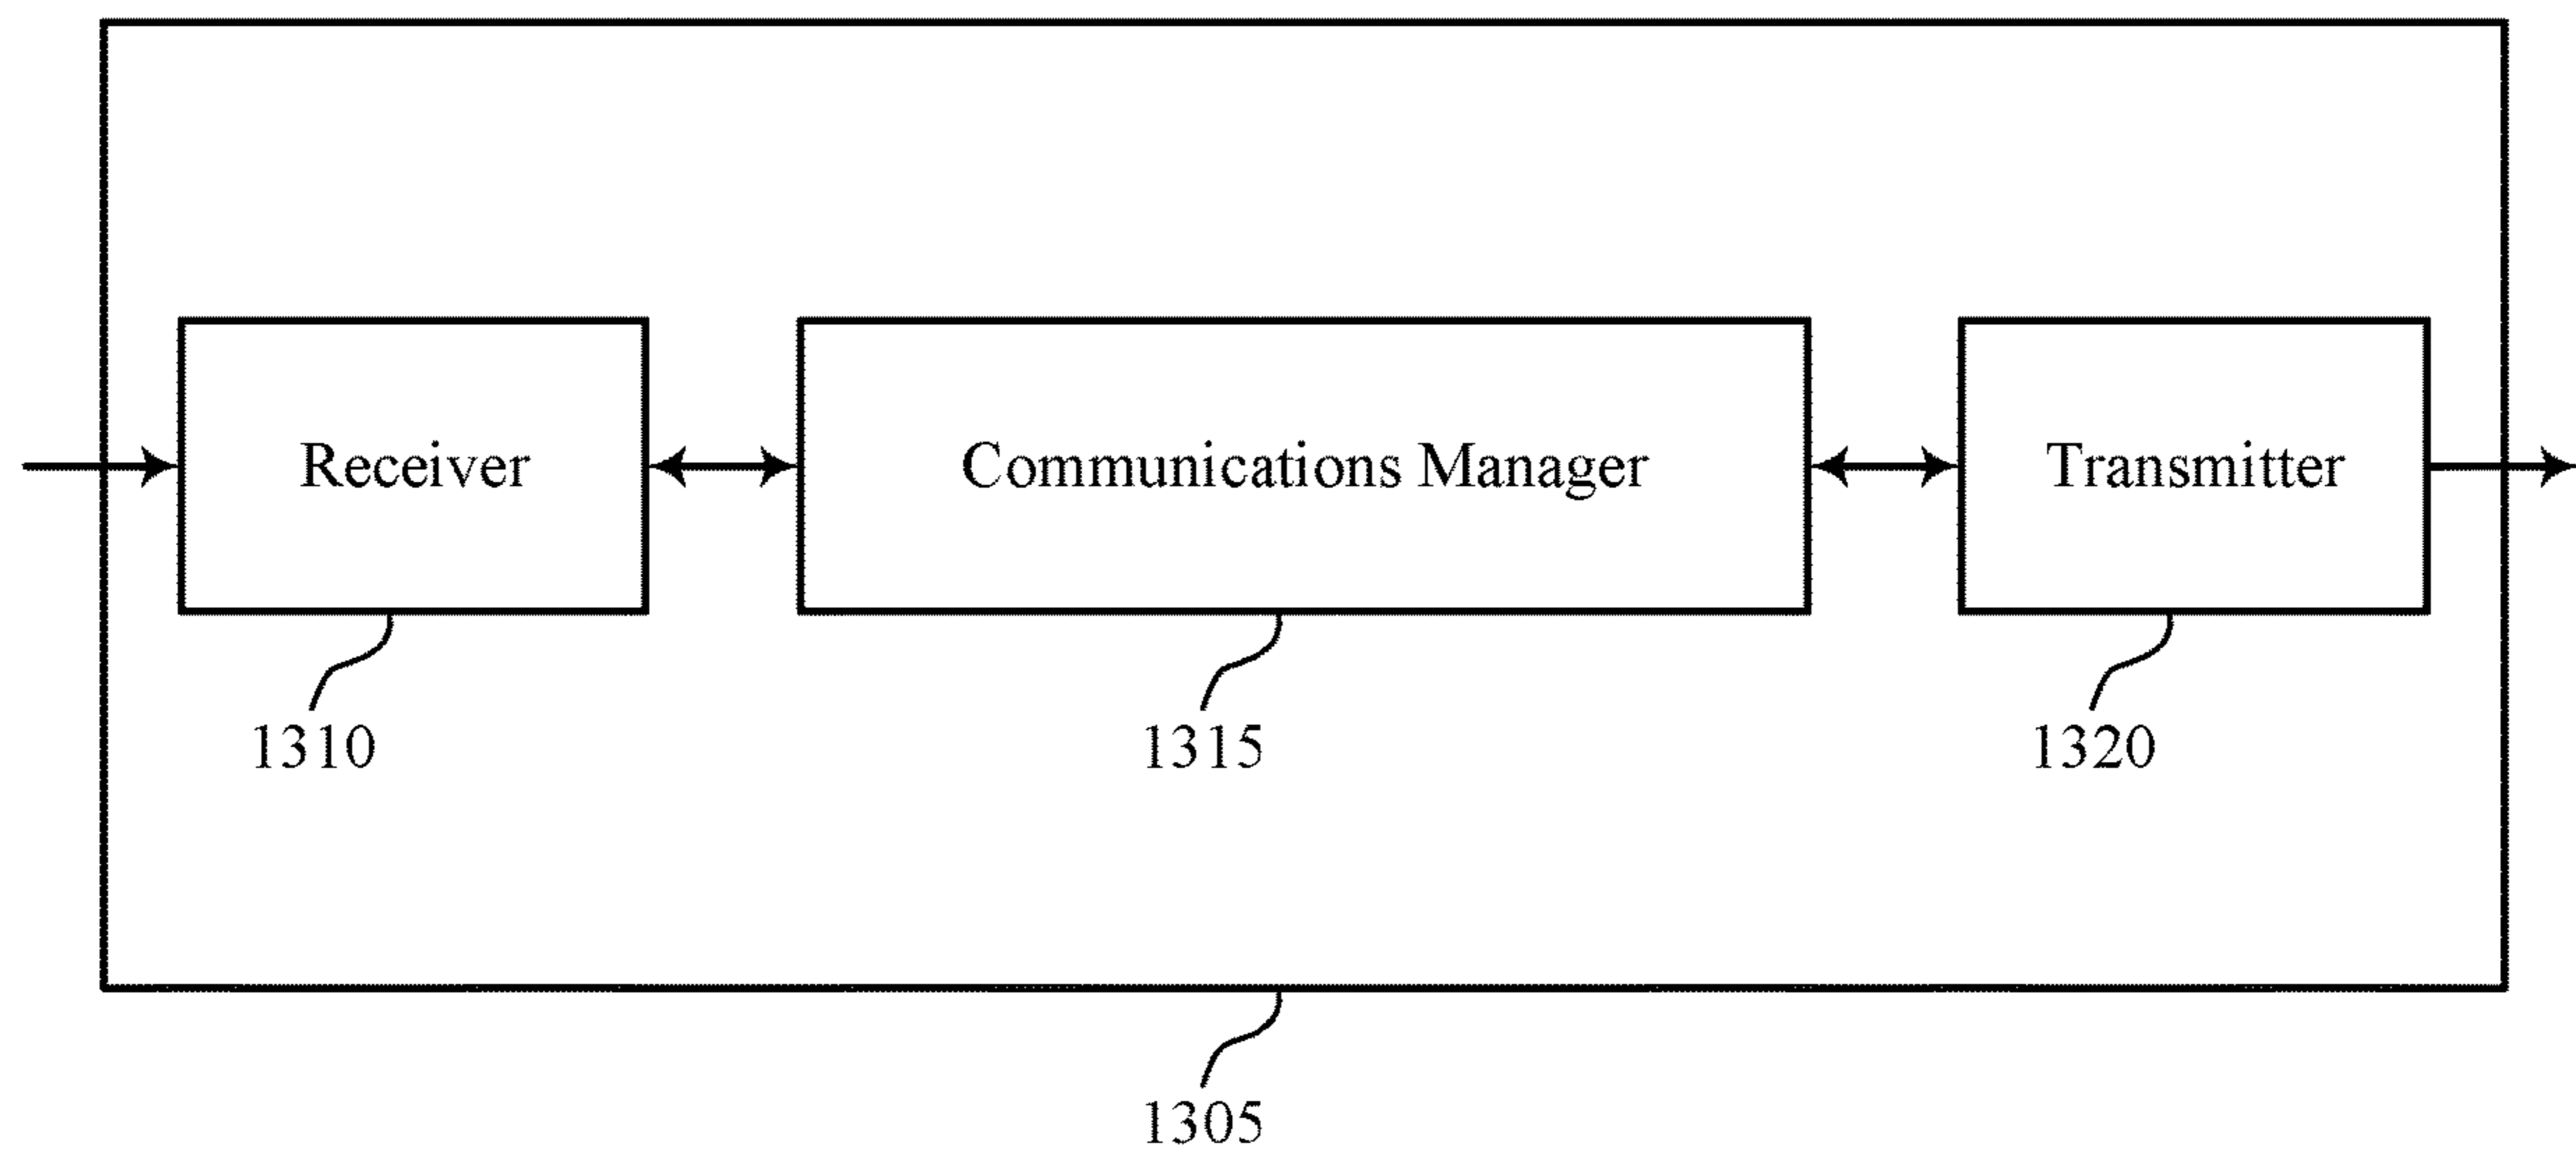 Receiver
Communications Manager
Transmitter
1310
1315
1320
1305